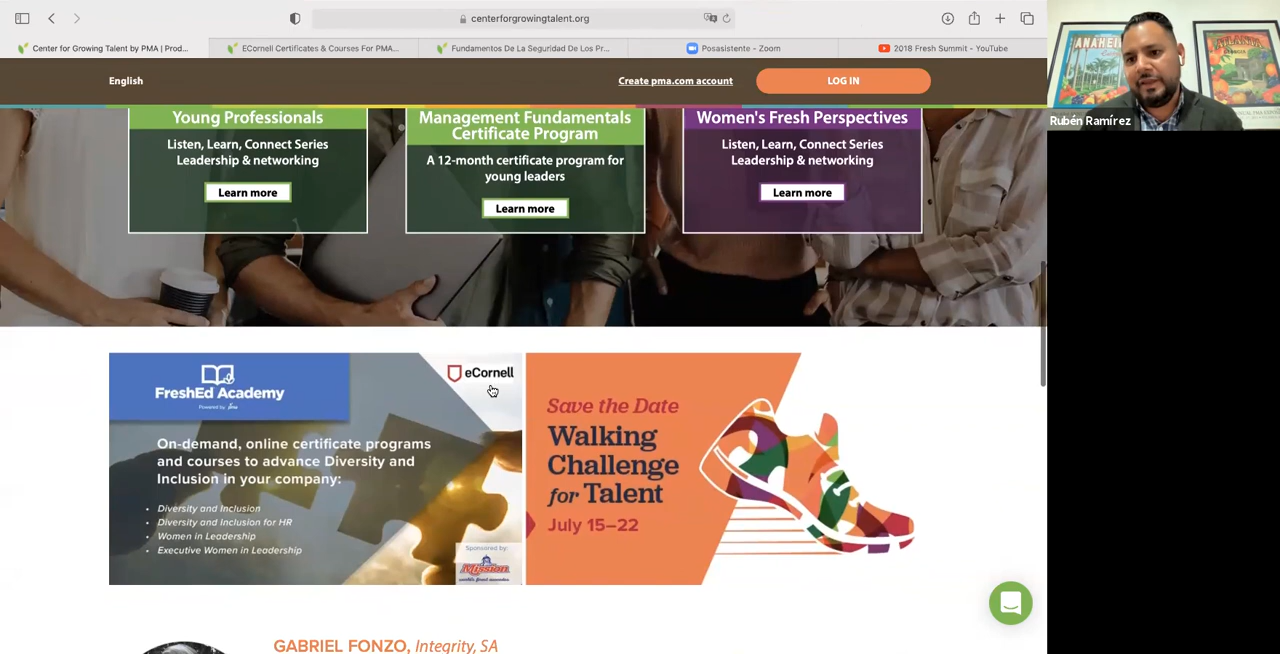 centerforgrowingtalent.org
Center for Growing Talent by PMA | Prod...
ECornell Certificates & Courses For PMA...
Fundamentos De La Seguridad De Los Pr...
Posasistente - Zoom
2018 Fresh Summit - YouTube
English
Create pma.com account
LOG IN
ANAHEIM
ATLANTA
Rubén Ramírez
Young Professionals
Listen, Learn, Connect Series
Leadership & networking
Learn more
Management Fundamentals
Certificate Program
A 12-month certificate program for
young leaders
Learn more
Women's Fresh Perspectives
Listen, Learn, Connect Series
Leadership & networking
Learn more
FreshEd Academy
eCornell
On-demand, online certificate programs
and courses to advance Diversity and
Inclusion in your company:
• Diversity and Inclusion
• Diversity and Inclusion for HR
• Women in Leadership
• Executive Women in Leadership
Sponsored by:
Mission
Save the Date
Walking
Challenge
for Talent
July 15–22
GABRIEL FONZO, Integrity, SA